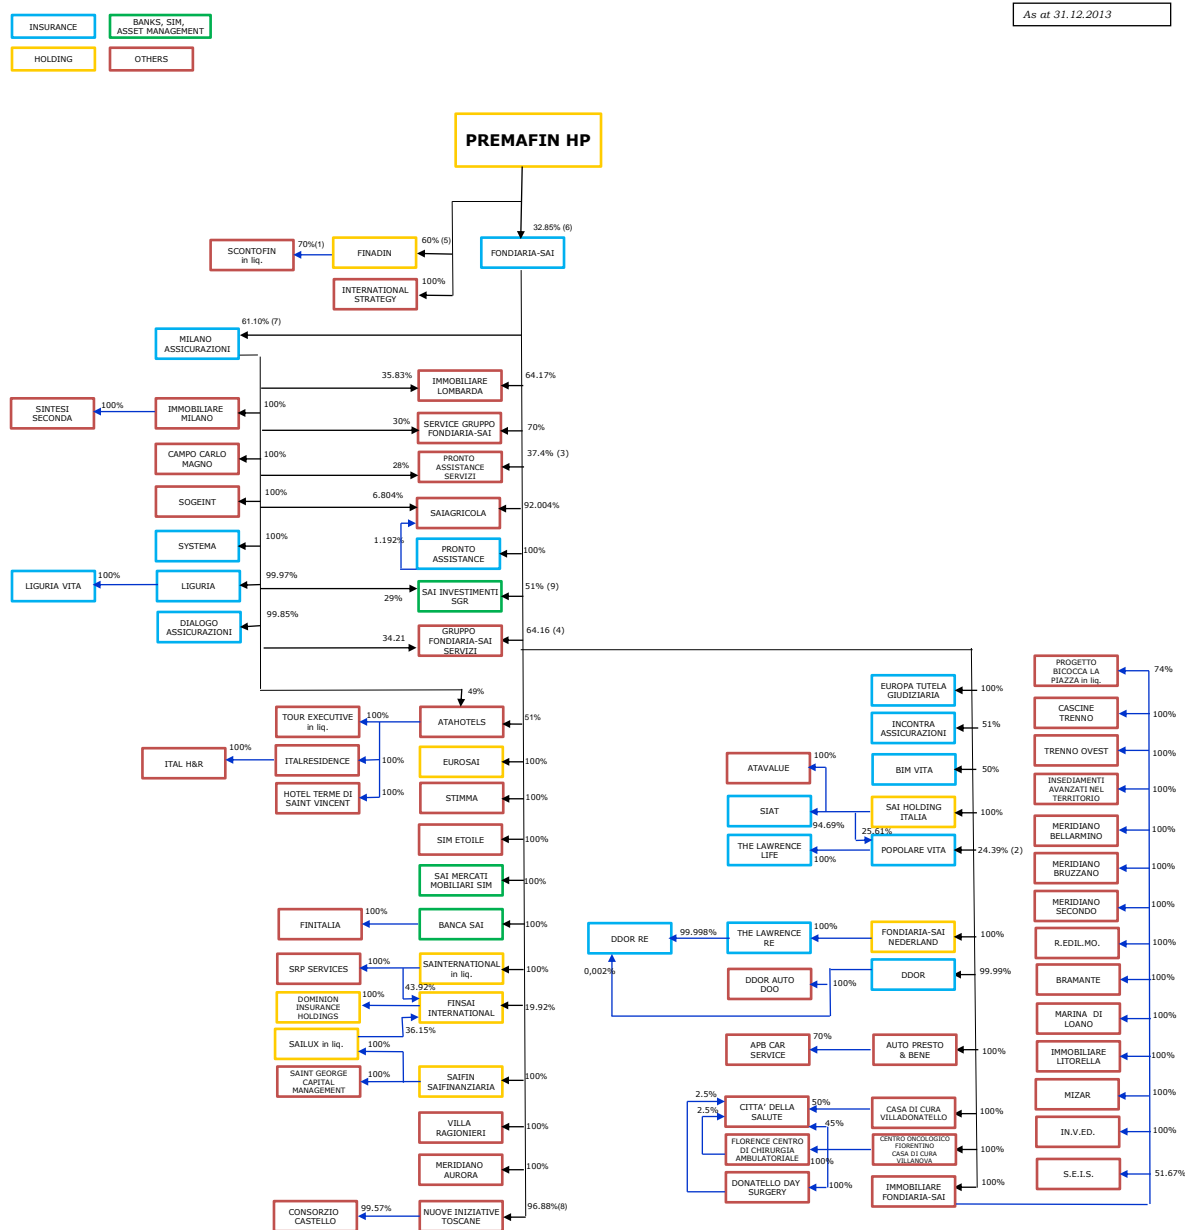 As at 31.12.2013
INSURANCE
BANKS, SIM,
ASSET MANAGEMENT
HOLDING
OTHERS
PREMAFIN HP
32.85% (6)
70%(1)
60% (5)
SCONTOFIN
in liq.
FINADIN
FONDIARIA-SAI
100%
INTERNATIONAL
STRATEGY
61.10% (7)
MILANO
ASSICURAZIONI
35.83%
IMMOBILIARE
LOMBARDA
64.17%
SINTESI
SECONDA
100%
IMMOBILIARE
MILANO
100%
30%
SERVICE GRUPPO
FONDIARIA-SAI
70%
CAMPO CARLO
MAGNO
100%
28%
PRONTO
ASSISTANCE
SERVIZI
37.4% (3)
SOGEINT
100%
6.804%
SAIAGRICOLA
92.004%
SYSTEMA
100%
1.192%
PRONTO
ASSISTANCE
100%
LIGURIA VITA
100%
LIGURIA
99.97%
29%
SAI INVESTIMENTI
SGR
51% (9)
DIALOGO
ASSICURAZIONI
99.85%
34.21
GRUPPO
FONDIARIA-SAI
SERVIZI
64.16 (4)
49%
TOUR EXECUTIVE
in liq.
100%
ATAHOTELS
51%
ITAL H&R
100%
ITALRESIDENCE
100%
EUROSAI
100%
HOTEL TERME DI
SAINT VINCENT
100%
STIMMA
100%
SIM ETOILE
100%
SAI MERCATI
MOBILIARI SIM
100%
FINITALIA
100%
BANCA SAI
100%
SRP SERVICES
100%
SAINTERNATIONAL
in liq.
100%
43.92%
DOMINION
INSURANCE
HOLDINGS
100%
FINSAI
INTERNATIONAL
19.92%
36.15%
SAILUX in liq.
100%
SAINT GEORGE
CAPITAL
MANAGEMENT
100%
SAIFIN
SAIFINANZIARIA
100%
VILLA
RAGIONIERI
100%
MERIDIANO
AURORA
100%
CONSORZIO
CASTELLO
99.57%
NUOVE INIZIATIVE
TOSCANE
96.88%(8)
EUROPA TUTELA
GIUDIZIARIA
100%
INCONTRA
ASSICURAZIONI
51%
ATAVALUE
100%
BIM VITA
50%
SIAT
94.69%
SAI HOLDING
ITALIA
100%
25.61%
THE LAWRENCE
LIFE
100%
POPOLARE VITA
24.39% (2)
DDOR RE
99.998%
THE LAWRENCE
RE
100%
FONDIARIA-SAI
NEDERLAND
100%
0,002%
DDOR AUTO
DOO
100%
DDOR
99.99%
APB CAR
SERVICE
70%
AUTO PRESTO
& BENE
100%
2.5%
2.5%
CITTA' DELLA
SALUTE
50%
45%
CASA DI CURA
VILLADONATELLO
100%
FLORENCE CENTRO
DI CHIRURGIA
AMBULATORIALE
100%
CENTRO ONCOLOGICO
FIORENTINO
CASA DI CURA
VILLANOVA
100%
DONATELLO DAY
SURGERY
100%
IMMOBILIARE
FONDIARIA-SAI
100%
PROGETTO
BICOCCA LA
PIAZZA in liq.
74%
CASCINE
TRENNO
100%
TRENNO OVEST
100%
INSEDIAMENTI
AVANZATI NEL
TERRITORIO
100%
MERIDIANO
BELLARMINO
100%
MERIDIANO
BRUZZANO
100%
MERIDIANO
SECONDO
100%
R.EDIL.MO.
100%
BRAMANTE
100%
MARINA DI
LOANO
100%
IMMOBILIARE
LITORELLA
100%
MIZAR
100%
IN.V.ED.
100%
S.E.I.S.
51.67%